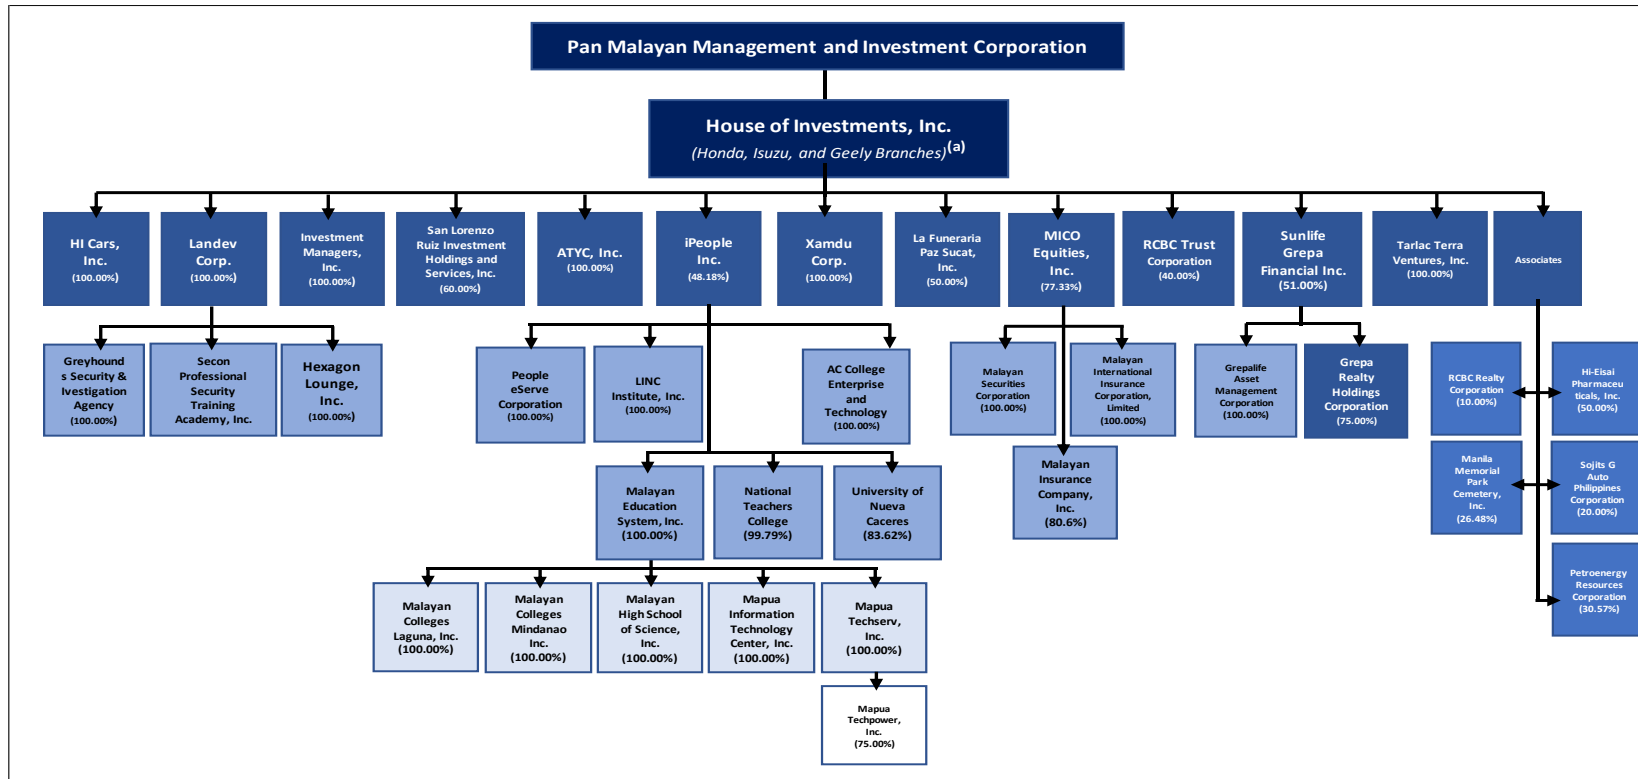 Pan Malayan Management and Investment Corporation
House of Investments, Inc.
(Honda, Isuzu, and Geely Branches)(a)
HI Cars,
Inc.
(100.00%)
Landev
Corp.
(100.00%)
Investment
Managers,
Inc.
(100.00%)
San Lorenzo
Ruiz Investment
Holdings and
Services, Inc.
(60.00%)
ATYC, Inc.
(100.00%)
iPeople
Inc.
(48.18%)
Xamdu
Corp.
(100.00%)
La Funeraria
Paz Sucat,
Inc.
(50.00%)
MICO
Equities,
Inc.
(77.33%)
RCBC Trust
Corporation
(40.00%)
Sunlife
Grepa
Financial Inc.
(51.00%)
Tarlac Terra
Ventures, Inc.
(100.00%)
Associates
Greyhound
s Security &
Ivestigation
Agency
(100.00%)
Secon
Professional
Security
Training
Academy, Inc.
Hexagon
Lounge,
Inc.
(100.00%)
People
eServe
Corporation
(100.00%)
LINC
Institute, Inc.
(100.00%)
AC College
Enterprise
and
Technology
(100.00%)
Malayan
Securities
Corporation
(100.00%)
Malayan
International
Insurance
Corporation,
Limited
(100.00%)
Grepalife
Asset
Management
Corporation
(100.00%)
Grepa
Realty
Holdings
Corporation
(75.00%)
RCBC Realty
Corporation
(10.00%)
Hi-Eisai
Pharmaceu
ticals, Inc.
(50.00%)
Malayan
Education
System, Inc.
(100.00%)
National
Teachers
College
(99.79%)
University of
Nueva
Caceres
(83.62%)
Malayan
Insurance
Company,
Inc.
(80.6%)
Manila
Memorial
Park
Cemetery,
Inc.
(26.48%)
Sojits G
Auto
Philippines
Corporation
(20.00%)
Malayan
Colleges
Laguna, Inc.
(100.00%)
Malayan
Colleges
Mindanao
Inc.
(100.00%)
Malayan
High School
of Science,
Inc.
(100.00%)
Mapua
Information
Technology
Center, Inc.
(100.00%)
Mapua
Techserv,
Inc.
(100.00%)
Petroenergy
Resources
Corporation
(30.57%)
Mapua
Techpower,
Inc.
(75.00%)